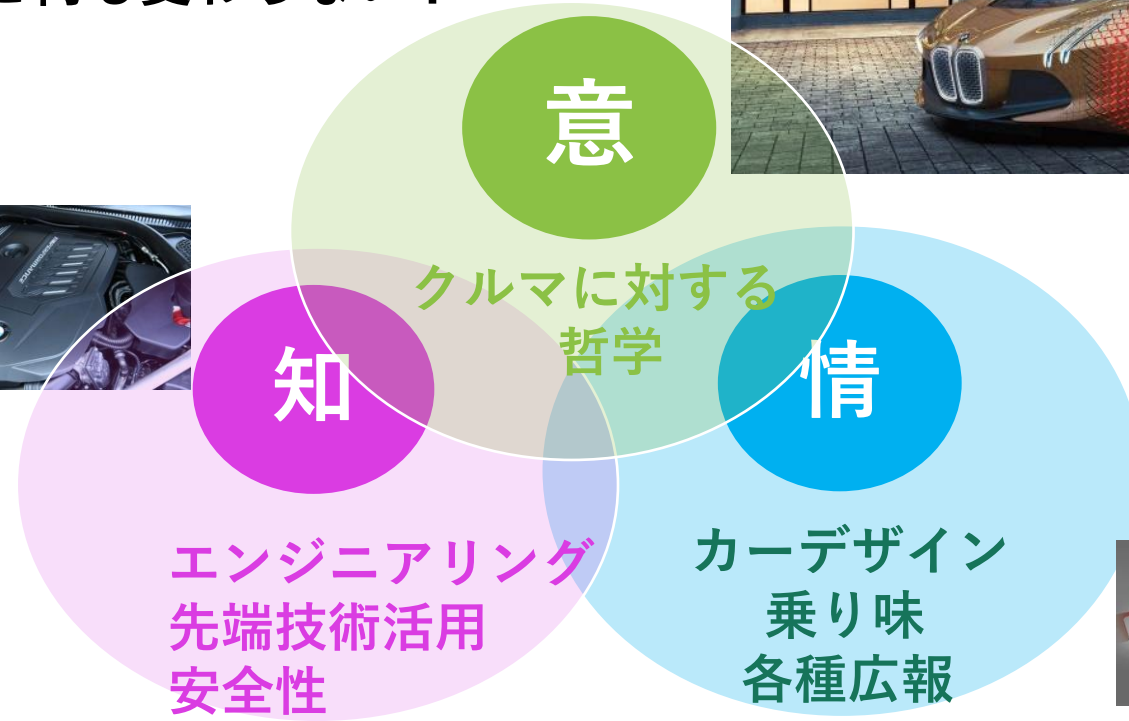 意
クルマに対する
哲学
知
情
エンジニアリング
先端技術活用
安全性
カーデザイン
乗り味
各種広報